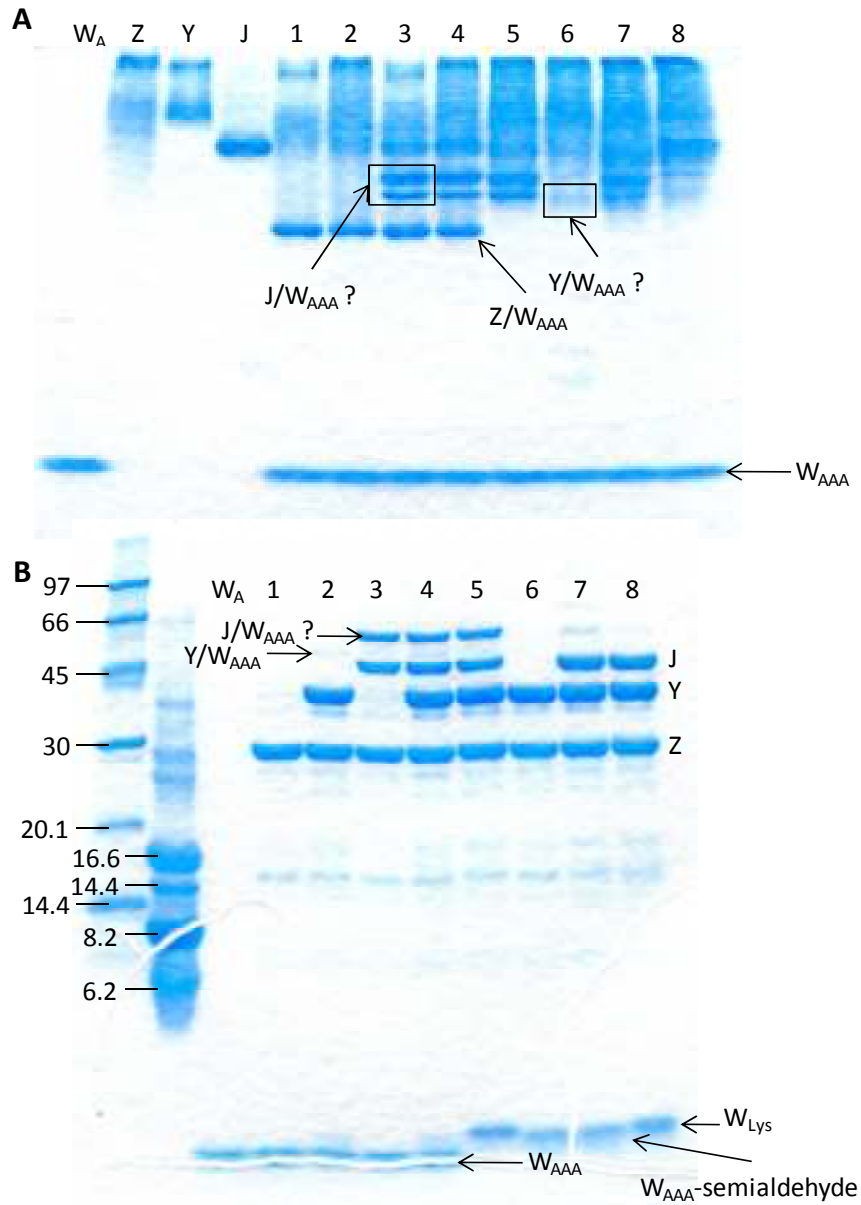 A
W_A Z Y J 1 2 3 4 5 6 7 8
J/W_AAA ?
Y/W_AAA ?
Z/W_AAA
W_AAA
B
W_A 1 2 3 4 5 6 7 8
97
66
J/W_AAA ?
Y/W_AAA
45
J
Y
30
Z
20.1
16.6
14.4
14.4
8.2
6.2
W_Lys
W_AAA
W_AAA-semialdehyde